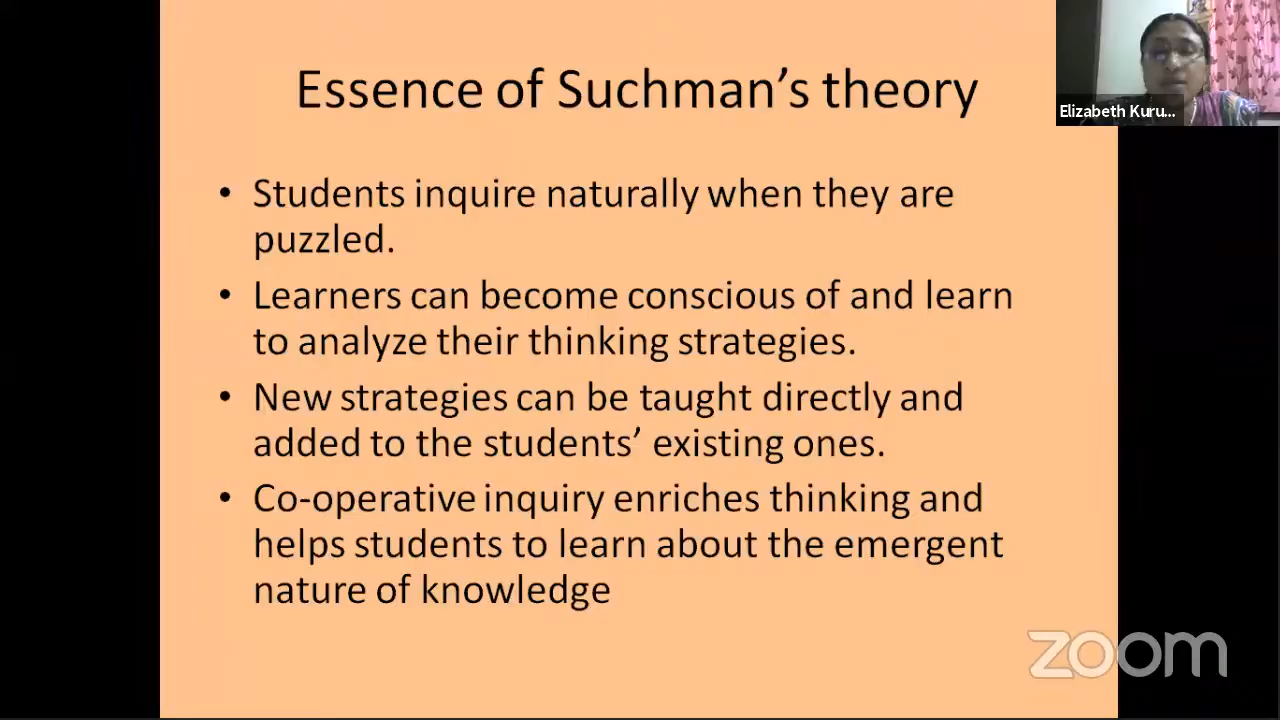 Essence of Suchman's theory
Elizabeth Kuru...
• Students inquire naturally when they are
puzzled.
• Learners can become conscious of and learn
to analyze their thinking strategies.
• New strategies can be taught directly and
added to the students' existing ones.
• Co-operative inquiry enriches thinking and
helps students to learn about the emergent
nature of knowledge
zoom